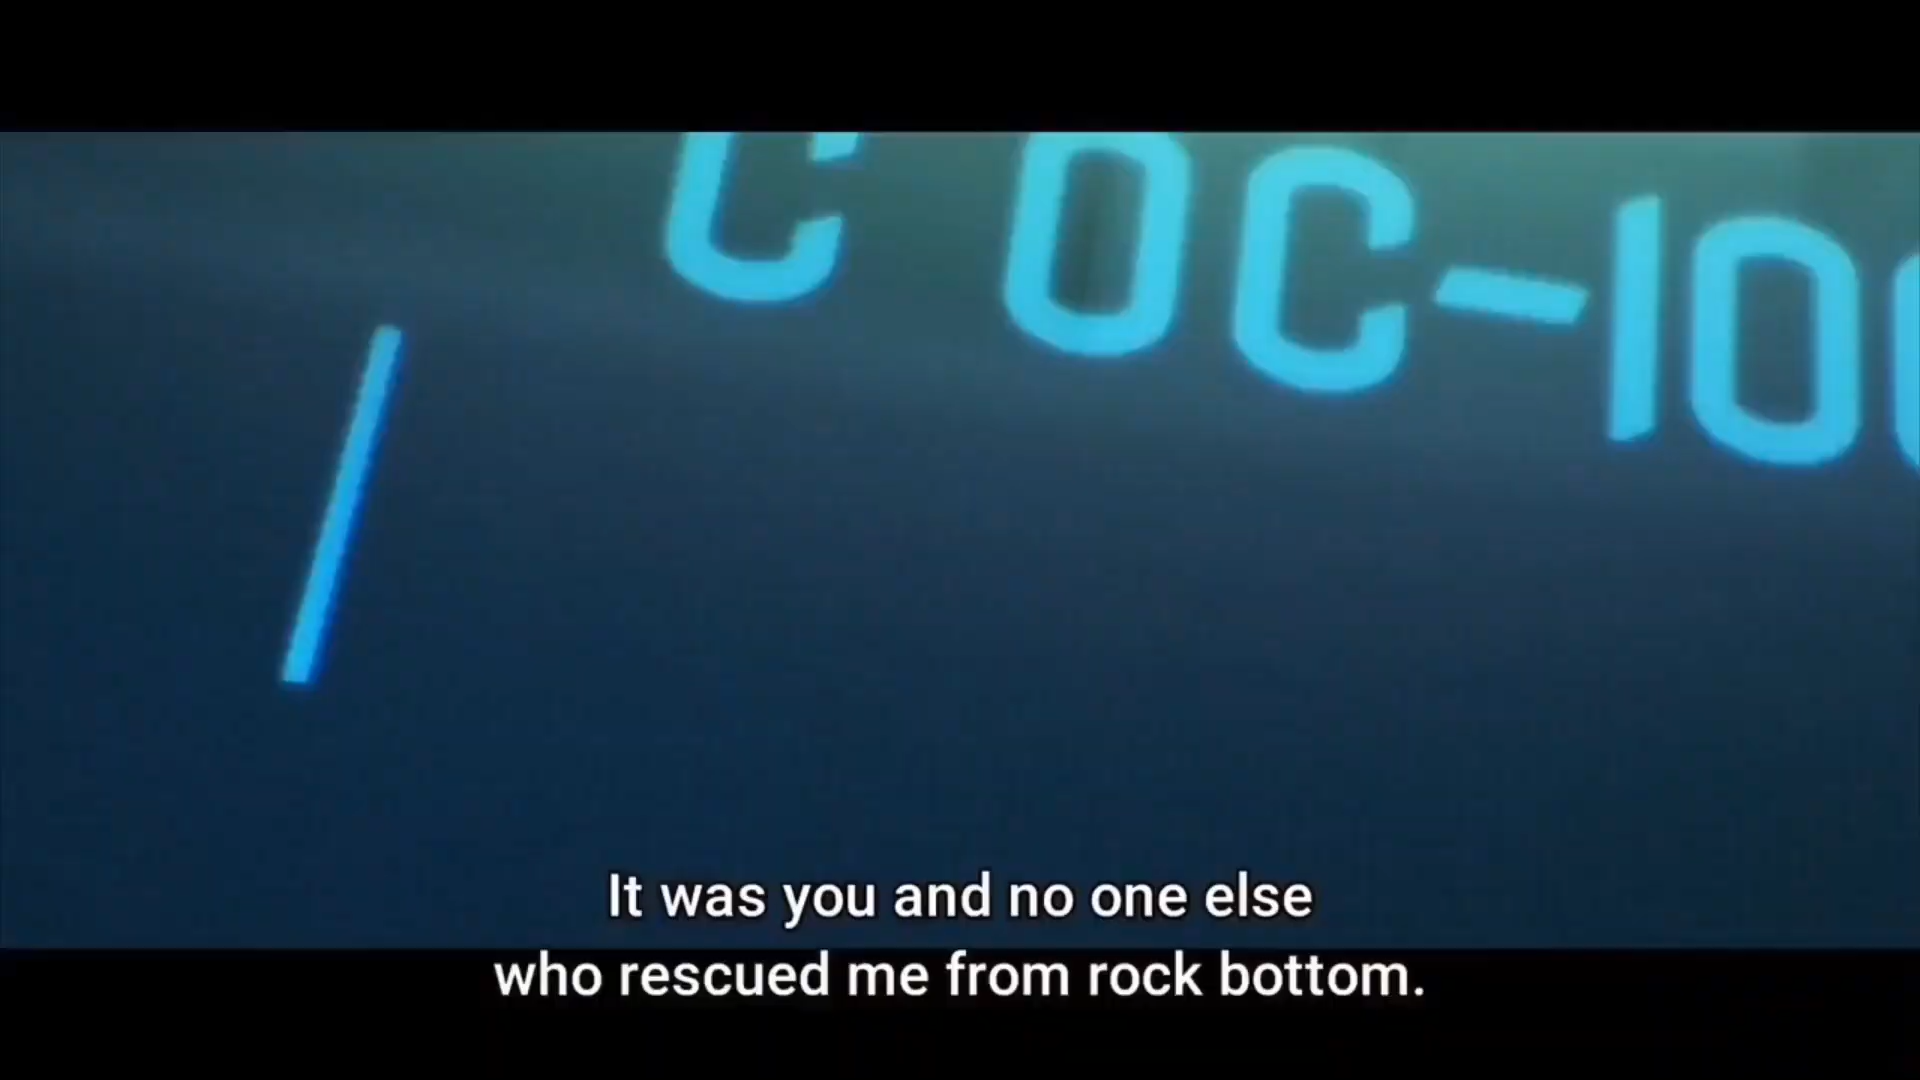 C OC-10
It was you and no one else
who rescued me from rock bottom.